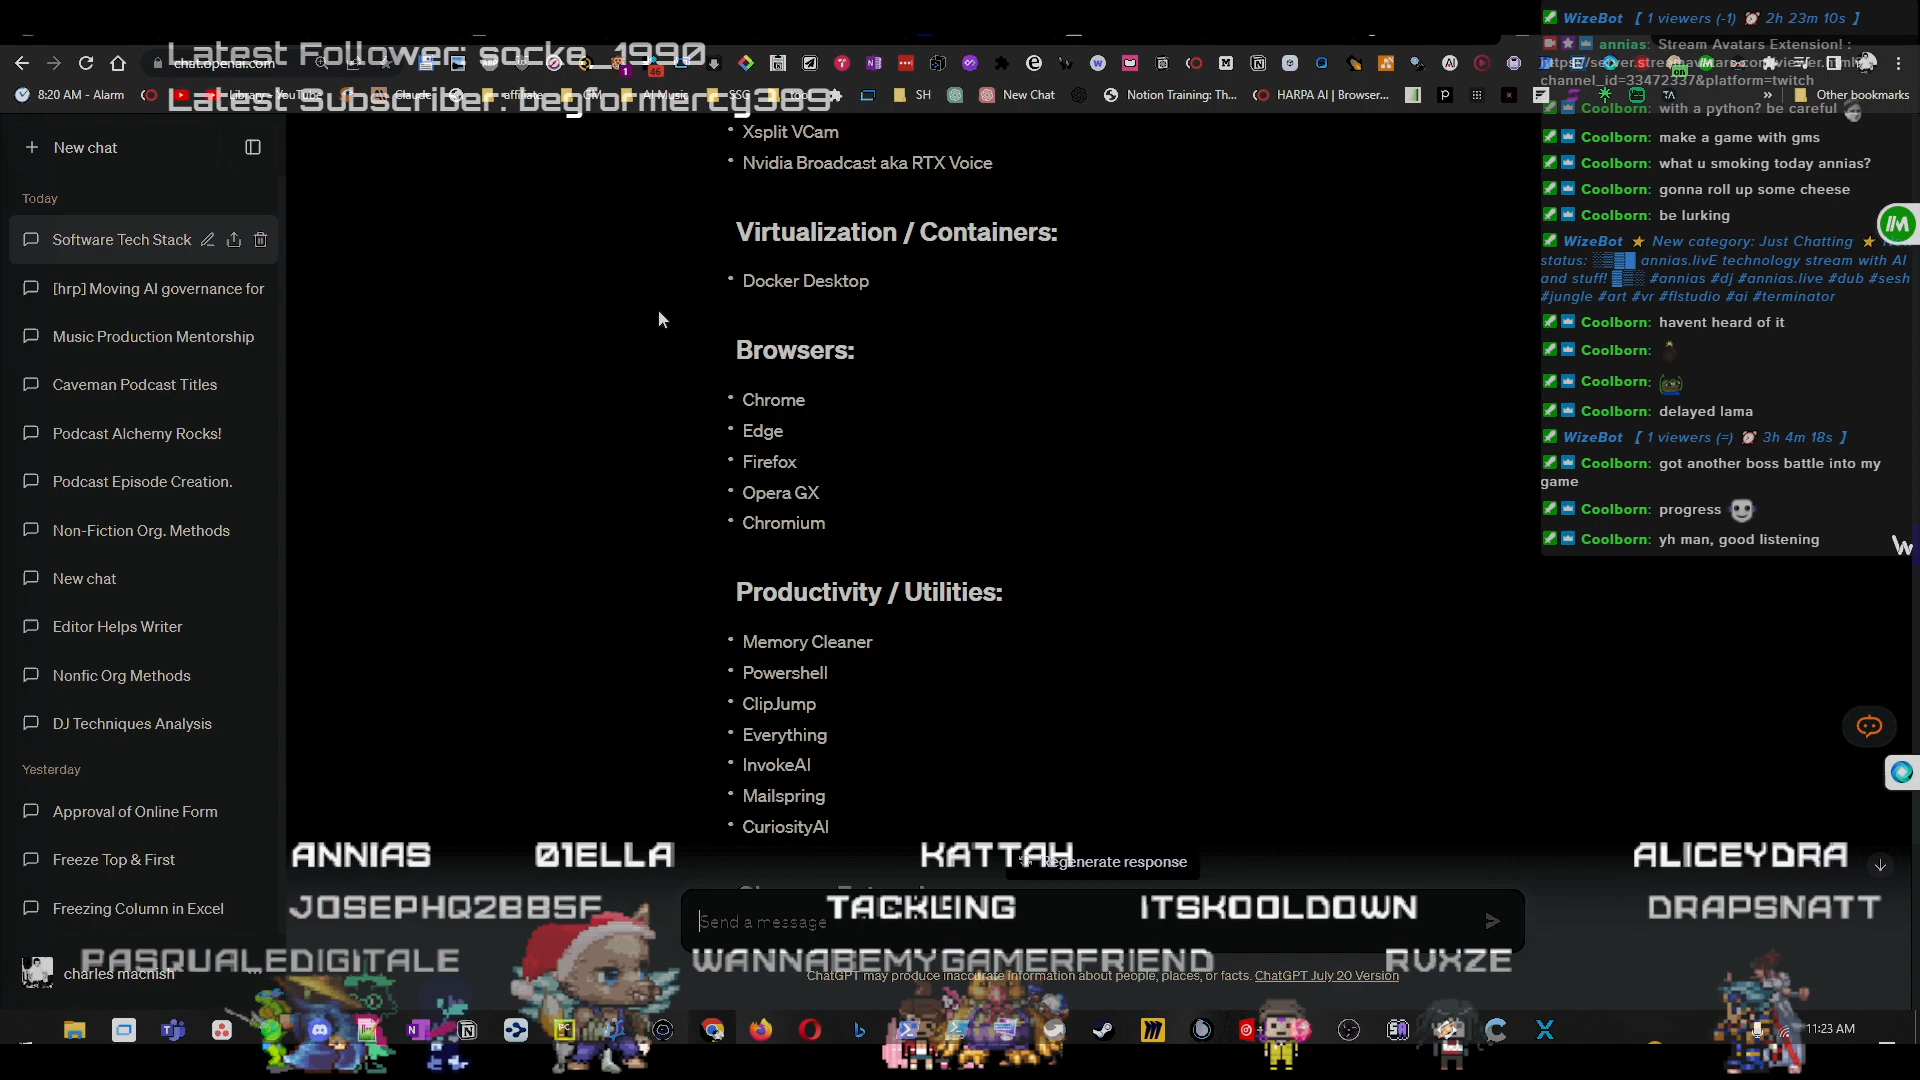 Latest Follower: socke_1990
Latest Subscriber: begformercy389
chat.openai.com
8:20 AM - Alarm
Library - YouTube
Claude
affiliate
GM
AI Music
SSG
SH
New Chat
Notion Training: Th...
HARPA AI | Browser...
Other bookmarks
New chat
Today
Software Tech Stack
[hrp] Moving AI governance for
Music Production Mentorship
Caveman Podcast Titles
Podcast Alchemy Rocks!
Podcast Episode Creation.
Non-Fiction Org. Methods
New chat
Editor Helps Writer
Nonfic Org Methods
DJ Techniques Analysis
Yesterday
Approval of Online Form
Freeze Top & First
Freezing Column in Excel
charles macnish
Xsplit VCam
Nvidia Broadcast aka RTX Voice
Virtualization / Containers:
Docker Desktop
Browsers:
Chrome
Edge
Firefox
Opera GX
Chromium
Productivity / Utilities:
Memory Cleaner
Powershell
ClipJump
Everything
InvokeAI
Mailspring
CuriosityAI
Regenerate response
Send a message
ChatGPT may produce inaccurate information about people, places, or facts. ChatGPT July 20 Version
WizeBot [ 1 viewers (-1) 2h 23m 10s ]
annias: Stream Avatars Extension! :
channel_id=33472337&platform=twitch
Coolborn: with a python? be careful
Coolborn: make a game with gms
Coolborn: what u smoking today annias?
Coolborn: gonna roll up some cheese
Coolborn: be lurking
WizeBot ★ New category: Just Chatting ★
status: annias.livE technology stream with AI
and stuff! #annias #dj #annias.live #dub #sesh
#jungle #art #vr #flstudio #ai #terminator
Coolborn: havent heard of it
Coolborn:
Coolborn:
Coolborn: delayed lama
WizeBot [ 1 viewers (=) 3h 4m 18s ]
Coolborn: got another boss battle into my
game
Coolborn: progress
Coolborn: yh man, good listening
ANNIAS
01ELLA
KATTAH
ALICEYDRA
JOSEPHQ2BB5F
TACKLEING
ITSKOOLDOWN
DRAPSNATT
PASQUALEDIGITALE
WANNABEMYGAMERFRIEND
RVXZE
11:23 AM